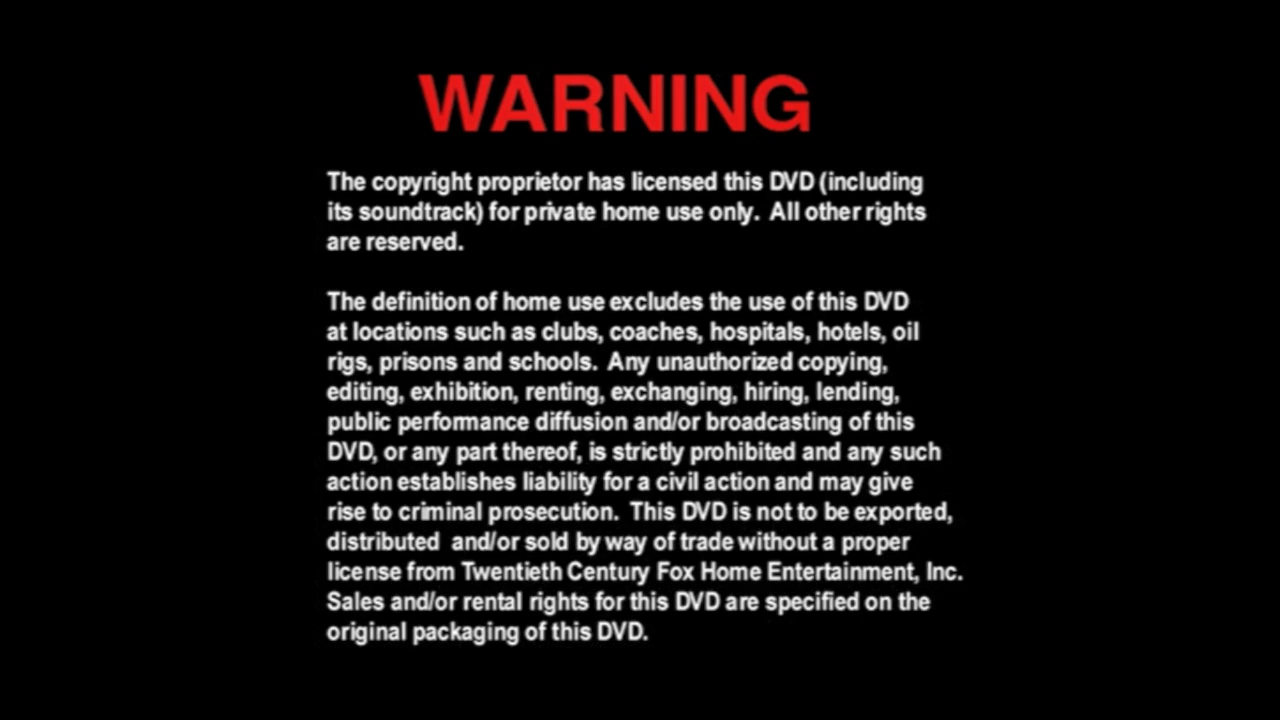 WARNING
The copyright proprietor has licensed this DVD (including
its soundtrack) for private home use only.  All other rights
are reserved.
The definition of home use excludes the use of this DVD
at locations such as clubs, coaches, hospitals, hotels, oil
rigs, prisons and schools.  Any unauthorized copying,
editing, exhibition, renting, exchanging, hiring, lending,
public performance diffusion and/or broadcasting of this
DVD, or any part thereof, is strictly prohibited and any such
action establishes liability for a civil action and may give
rise to criminal prosecution.  This DVD is not to be exported,
distributed  and/or sold by way of trade without a proper
license from Twentieth Century Fox Home Entertainment, Inc.
Sales and/or rental rights for this DVD are specified on the
original packaging of this DVD.